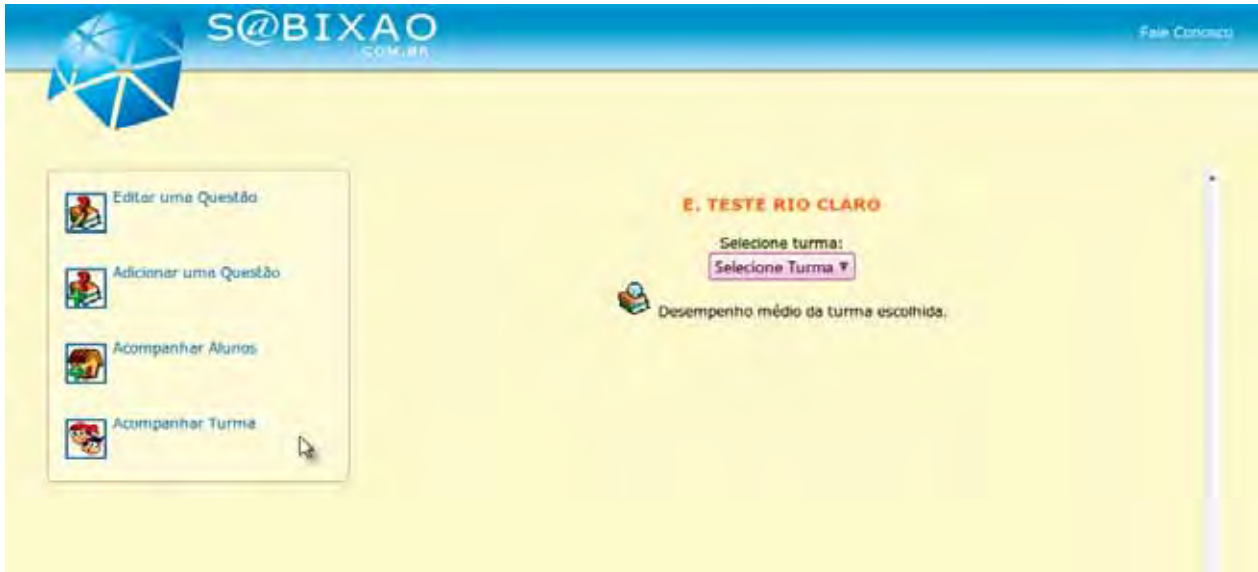 S@BIXAO
COM.BR
Fale Conosco
Editar uma Questão
Adicionar uma Questão
Acompanhar Alunos
Acompanhar Turma
E. TESTE RIO CLARO
Selecione turma:
Selecione Turma ▼
Desempenho médio da turma escolhida.